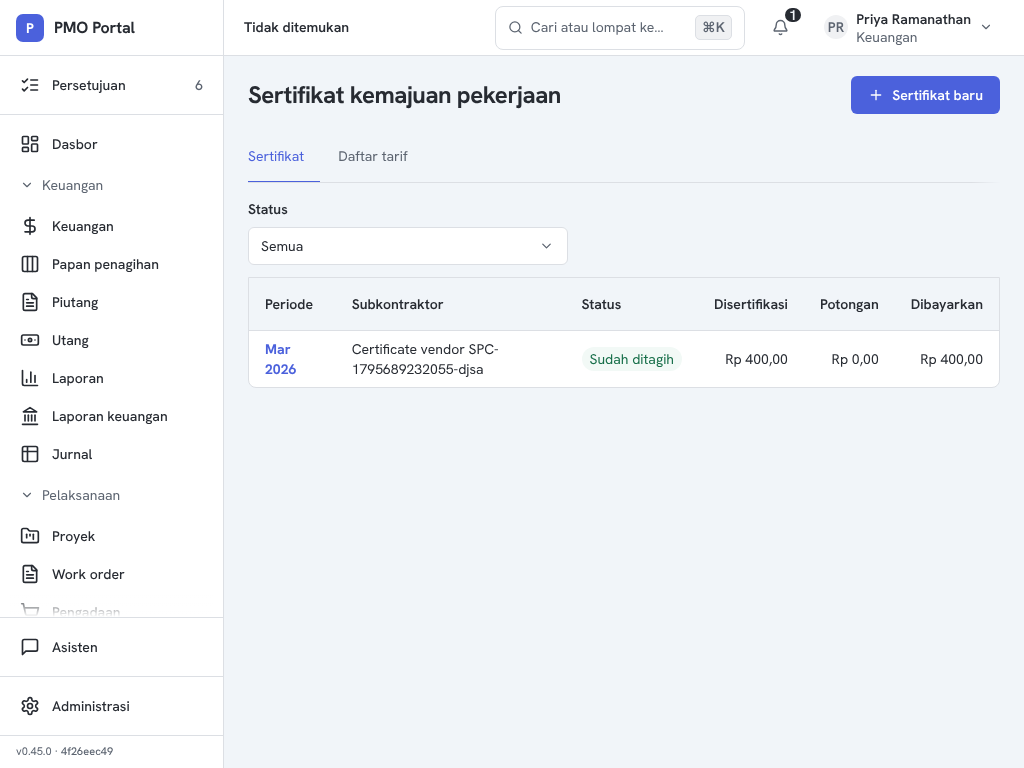 P PMO Portal
Tidak ditemukan
Cari atau lompat ke... ⌘K
1
PR Priya Ramanathan
Keuangan
Persetujuan 6
Dasbor
Keuangan
Keuangan
Papan penagihan
Piutang
Utang
Laporan
Laporan keuangan
Jurnal
Pelaksanaan
Proyek
Work order
Pengadaan
Asisten
Administrasi
v0.45.0 · 4f26eec49
Sertifikat kemajuan pekerjaan
Sertifikat baru
Sertifikat Daftar tarif
Status
Semua
Periode Subkontraktor Status Disertifikasi Potongan Dibayarkan
Mar 2026 Certificate vendor SPC-1795689232055-djsa Sudah ditagih Rp 400,00 Rp 0,00 Rp 400,00